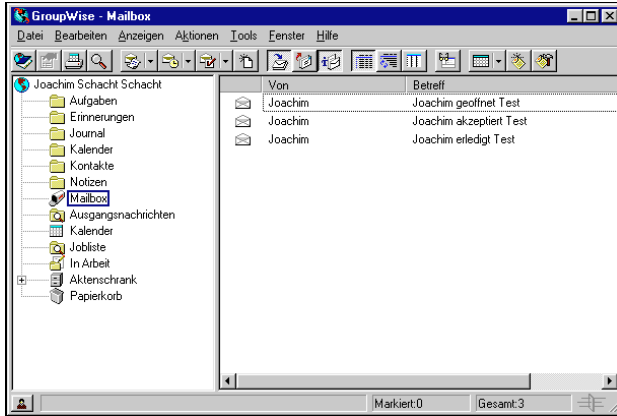 GroupWise - Mailbox
Datei Bearbeiten Anzeigen Aktionen Tools Fenster Hilfe
Joachim Schacht Schacht
Aufgaben
Erinnerungen
Journal
Kalender
Kontakte
Notizen
Mailbox
Ausgangsnachrichten
Kalender
Jobliste
In Arbeit
Aktenschrank
Papierkorb
Von Betreff
Joachim Joachim geoffnet Test
Joachim Joachim akzeptiert Test
Joachim Joachim erledigt Test
Markiert:0 Gesamt:3